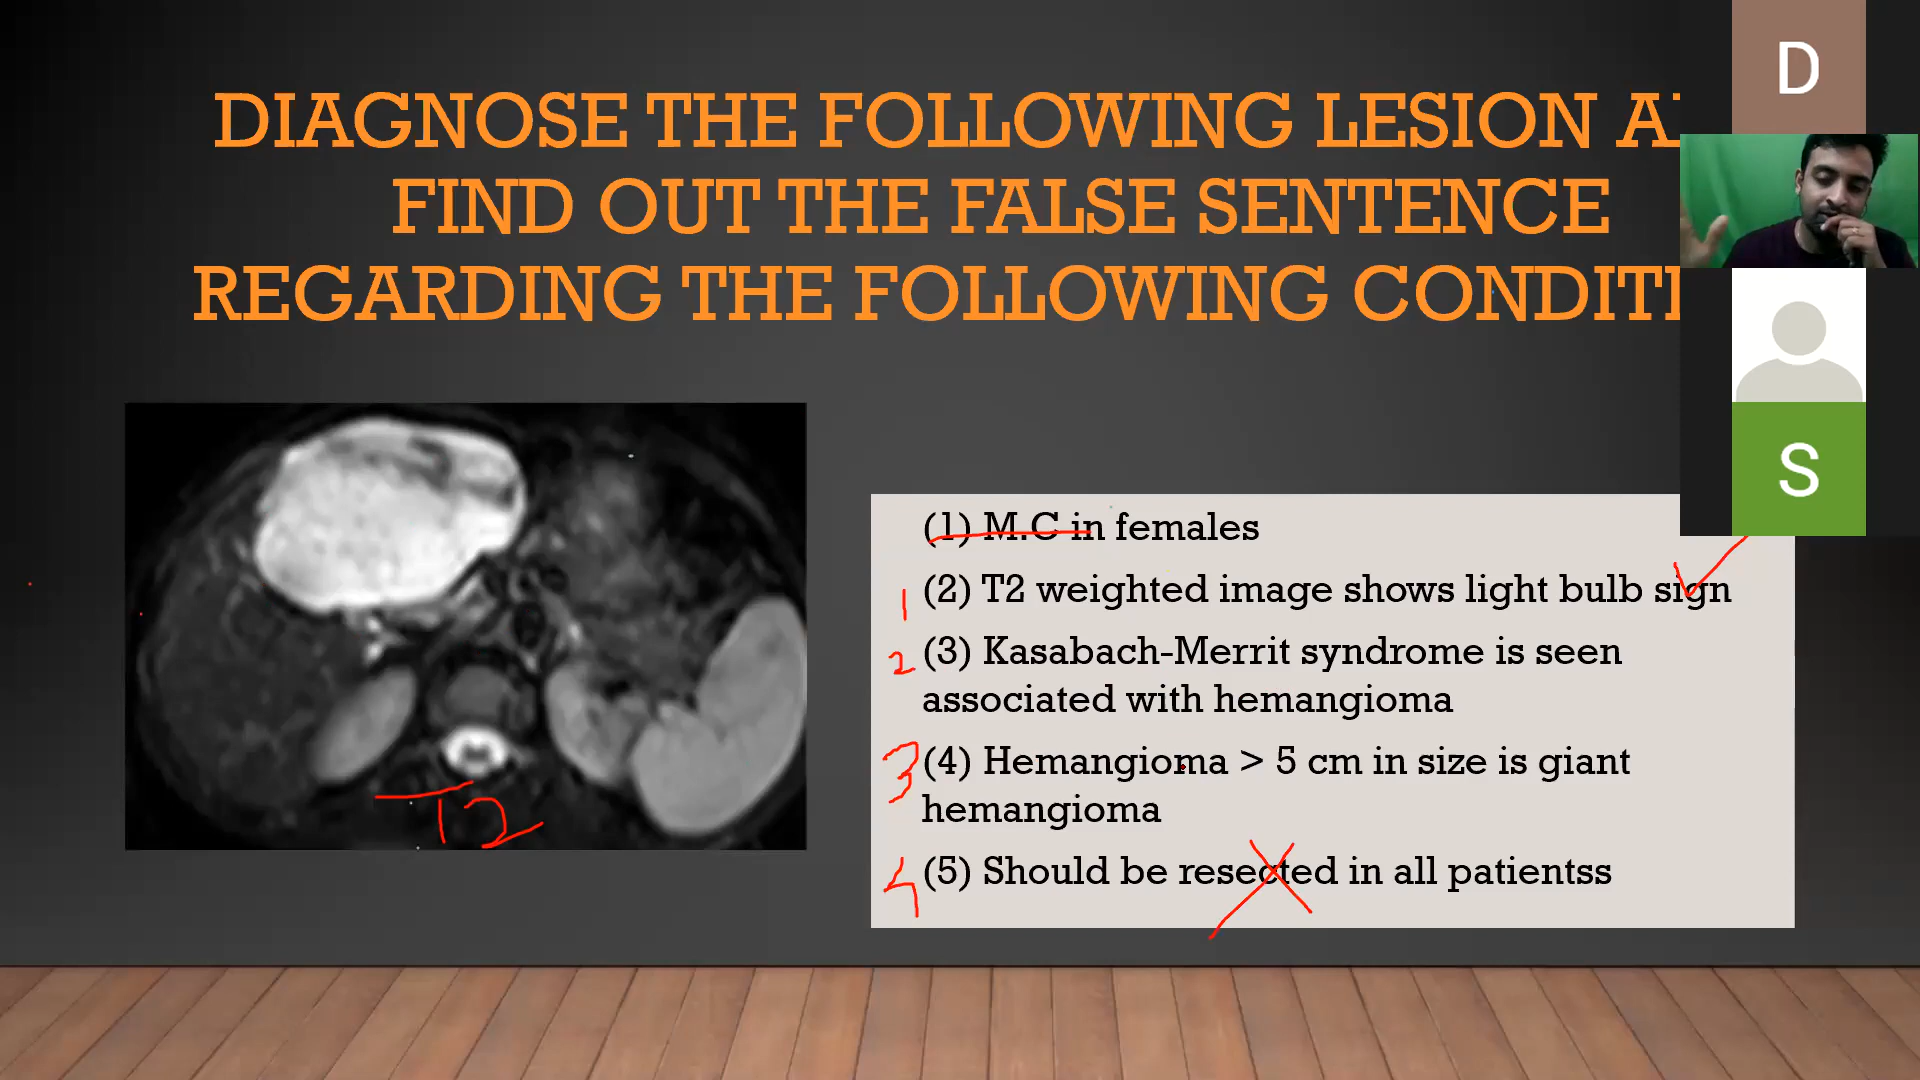 DIAGNOSE THE FOLLOWING LESION
FIND OUT THE FALSE SENTENCE
REGARDING THE FOLLOWING CONDITI
D
S
(1) M.C in females
1 (2) T2 weighted image shows light bulb sign
2 (3) Kasabach-Merrit syndrome is seen
associated with hemangioma
3 (4) Hemangioma > 5 cm in size is giant
hemangioma
4 (5) Should be resected in all patientss
T2